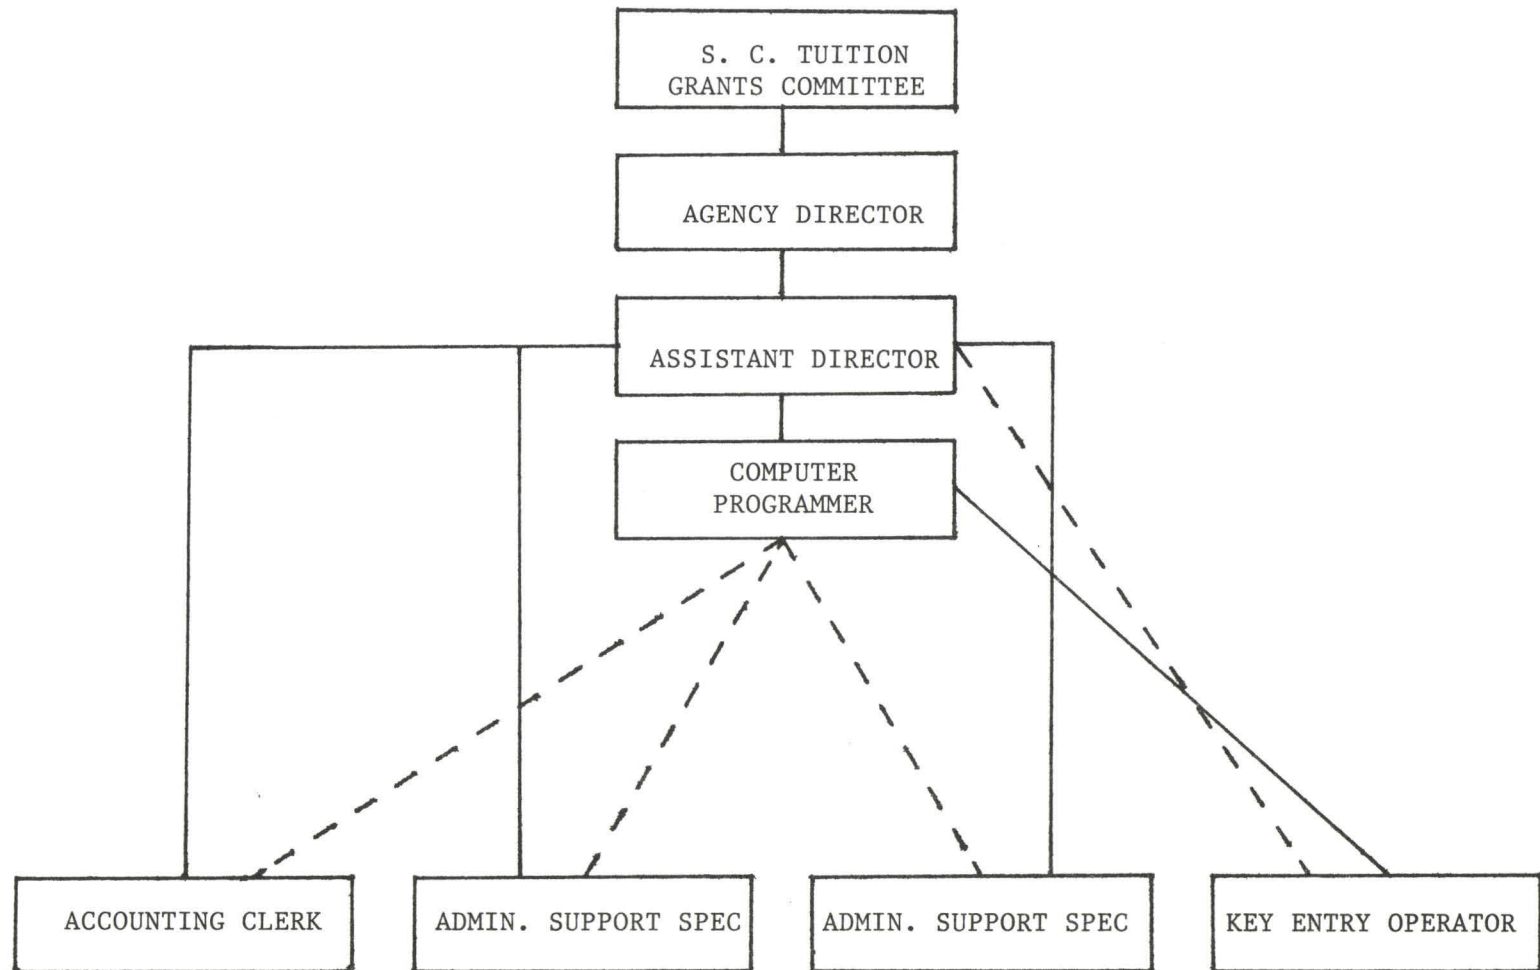 S. C. TUITION
GRANTS COMMITTEE
AGENCY DIRECTOR
ASSISTANT DIRECTOR
COMPUTER
PROGRAMMER
ACCOUNTING CLERK
ADMIN. SUPPORT SPEC
ADMIN. SUPPORT SPEC
KEY ENTRY OPERATOR